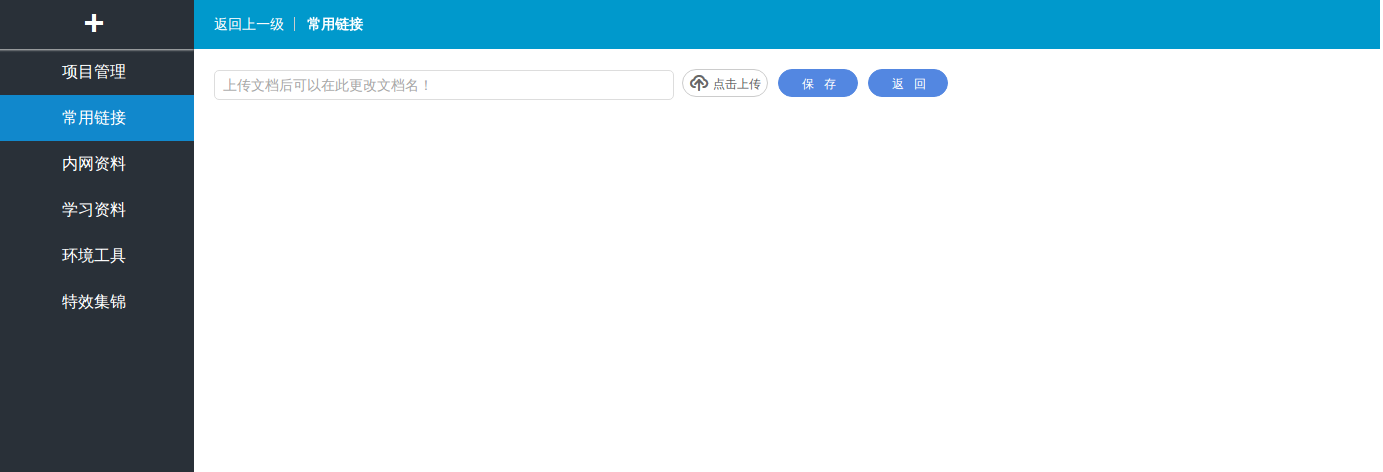 +
返回上一级 | 常用链接
项目管理
常用链接
内网资料
学习资料
环境工具
特效集锦
上传文档后可以在此更改文档名！
点击上传
保 存
返 回